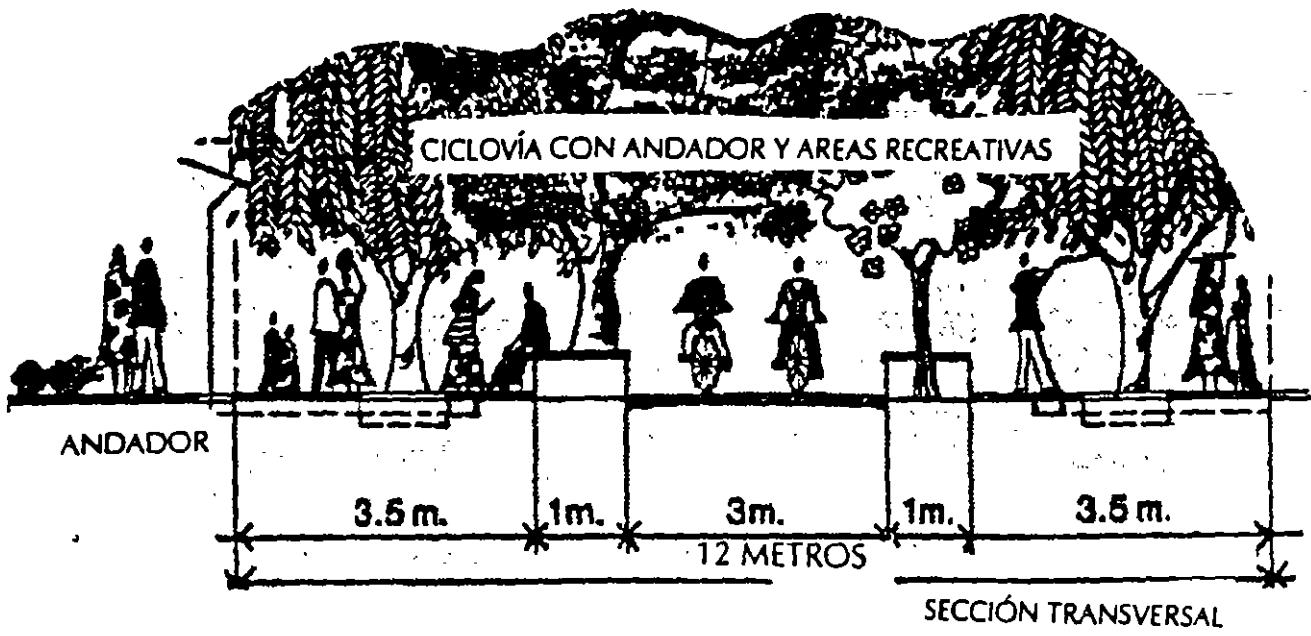 CICLOVÍA CON ANDADOR Y AREAS RECREATIVAS
ANDADOR
3.5 m. 1m. 3m. 1m. 3.5 m.
12 METROS
SECCIÓN TRANSVERSAL